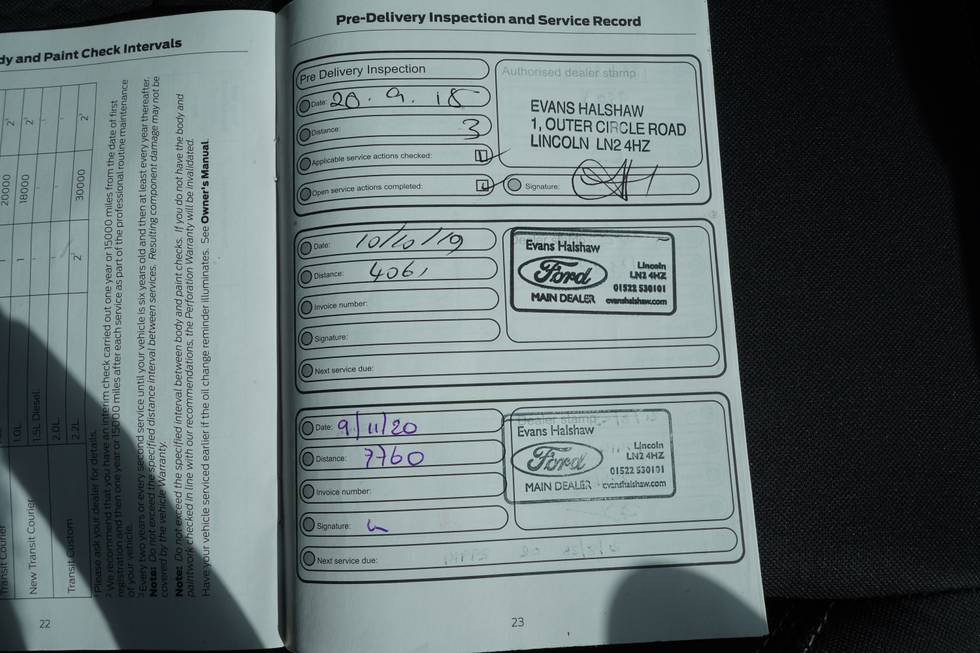 dy and Paint Check Intervals
20000
2¹
1.0L
1
18000
2¹
1.5L Diesel
2.0L
2.2L
2¹
30000
2¹
Transit Courier
New Transit Courier
Transit Custom
Please ask your dealer for details.
We recommend that you have an interim check carried out one year or 15000 miles from the date of first
registration and then one year or 15000 miles after each service as part of the professional routine maintenance
of your vehicle.
Every two years or every second service until your vehicle is six years old and then at least every year thereafter.
Note: Do not exceed the specified distance interval between services. Resulting component damage may not be
covered by the vehicle Warranty.
Note: Do not exceed the specified interval between body and paint checks. If you do not have the body and
paintwork checked in line with our recommendations, the Perforation Warranty will be invalidated.
Have your vehicle serviced earlier if the oil change reminder illuminates. See Owner's Manual.
22
Pre-Delivery Inspection and Service Record
Pre Delivery Inspection
Date: 20.9.18
Distance: 3
Applicable service actions checked:
Open service actions completed:
Authorised dealer stamp
EVANS HALSHAW
1, OUTER CIRCLE ROAD
LINCOLN LN2 4HZ
Signature:
Date: 10/10/19
Distance: 4061
Invoice number:
Signature:
Next service due:
Evans Halshaw
Ford
Lincoln
LN2 4HZ
01522 530101
MAIN DEALER evanshalshaw.com
Date: 9/11/20
Distance: 7760
Invoice number:
Signature:
Next service due:
Dealer stamp
Evans Halshaw
Ford
Lincoln
LN2 4HZ
01522 530101
MAIN DEALER evanshalshaw.com
23